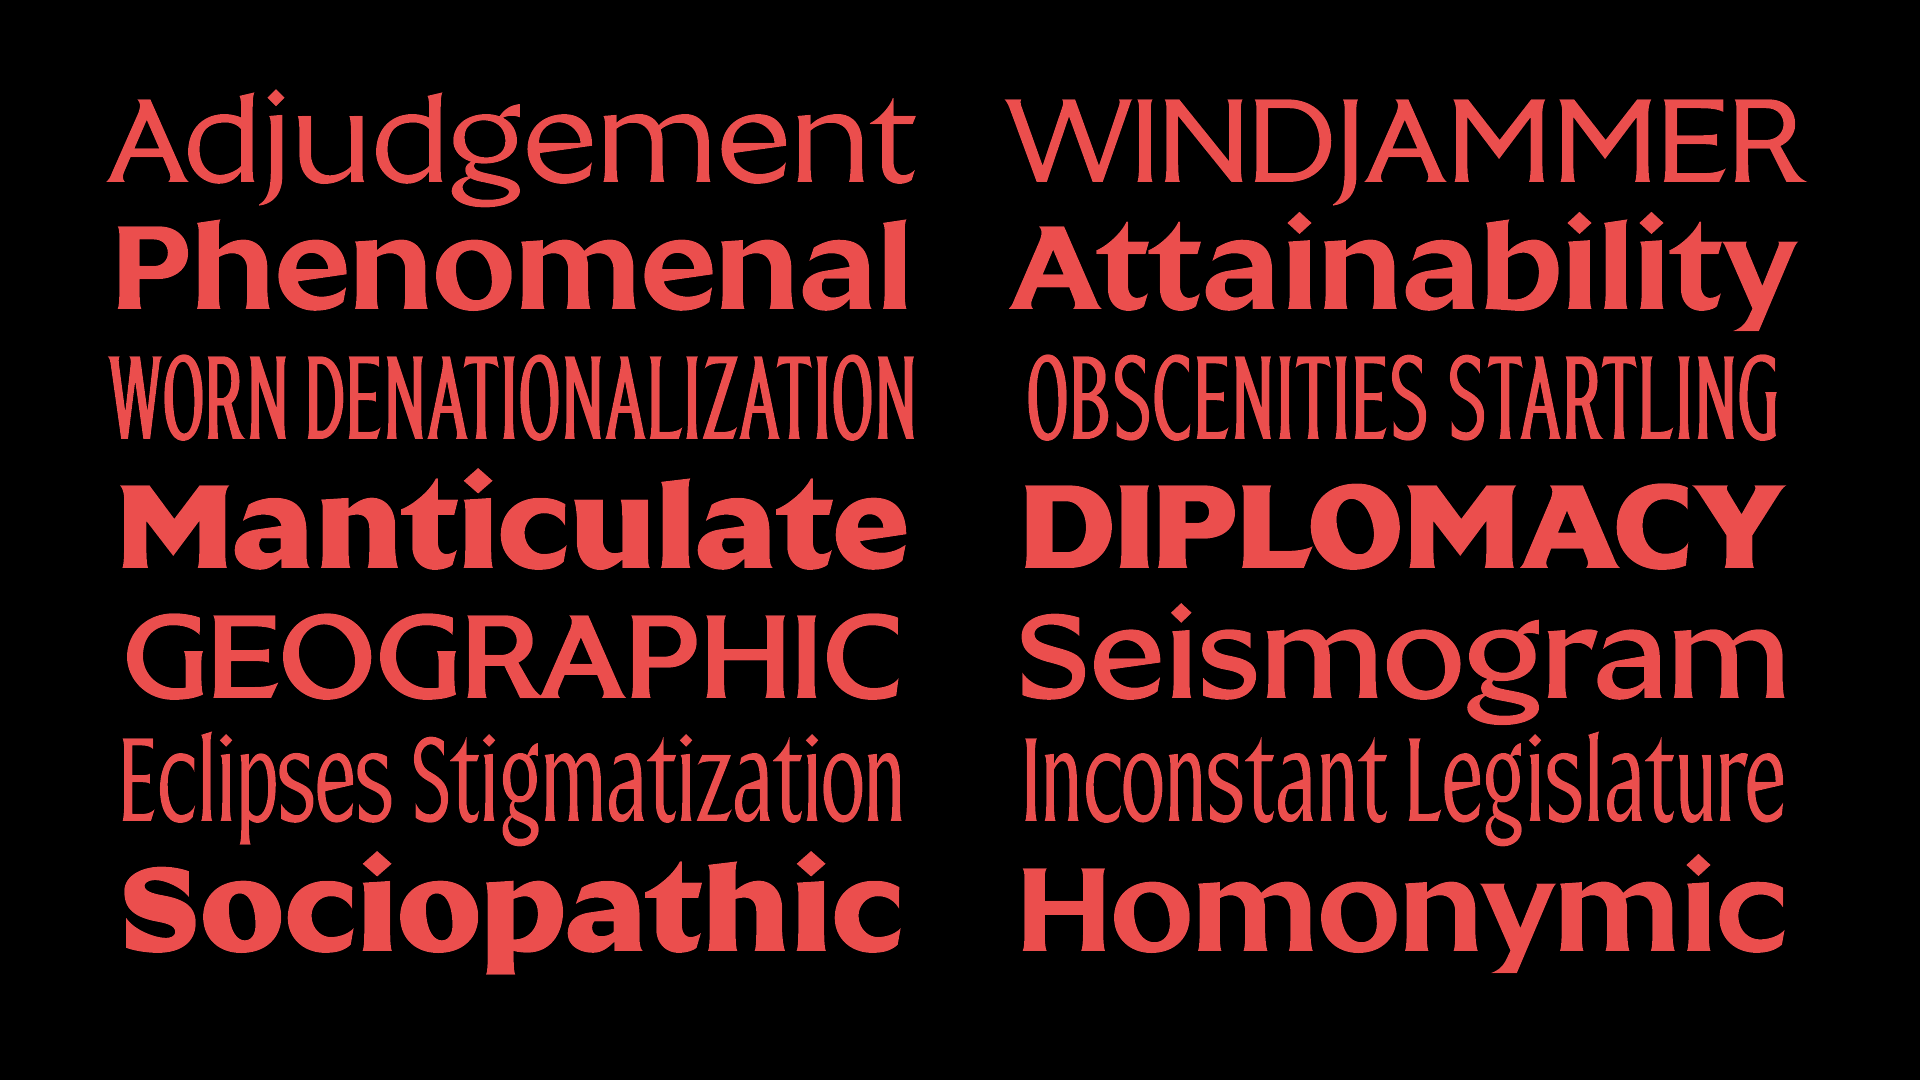 Adjudgement
Phenomenal
WORN DENATIONALIZATION
Manticulate
GEOGRAPHIC
Eclipses Stigmatization
Sociopathic
WINDJAMMER
Attainability
OBSCENITIES STARTLING
DIPLOMACY
Seismogram
Inconstant Legislature
Homonymic